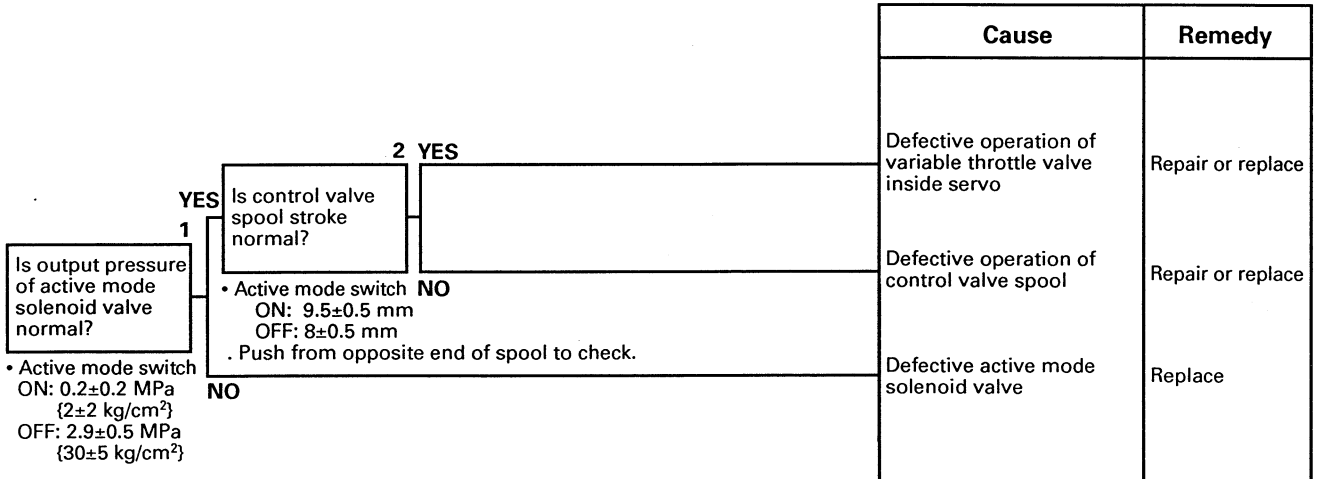 Cause
Remedy
2 YES
Defective operation of
variable throttle valve
inside servo
Repair or replace
YES
1
Is control valve
spool stroke
normal?
Is output pressure
of active mode
solenoid valve
normal?
Defective operation of
control valve spool
Repair or replace
• Active mode switch
ON: 9.5±0.5 mm
OFF: 8±0.5 mm
. Push from opposite end of spool to check.
NO
• Active mode switch
ON: 0.2±0.2 MPa
{2±2 kg/cm²}
OFF: 2.9±0.5 MPa
{30±5 kg/cm²}
NO
Defective active mode
solenoid valve
Replace